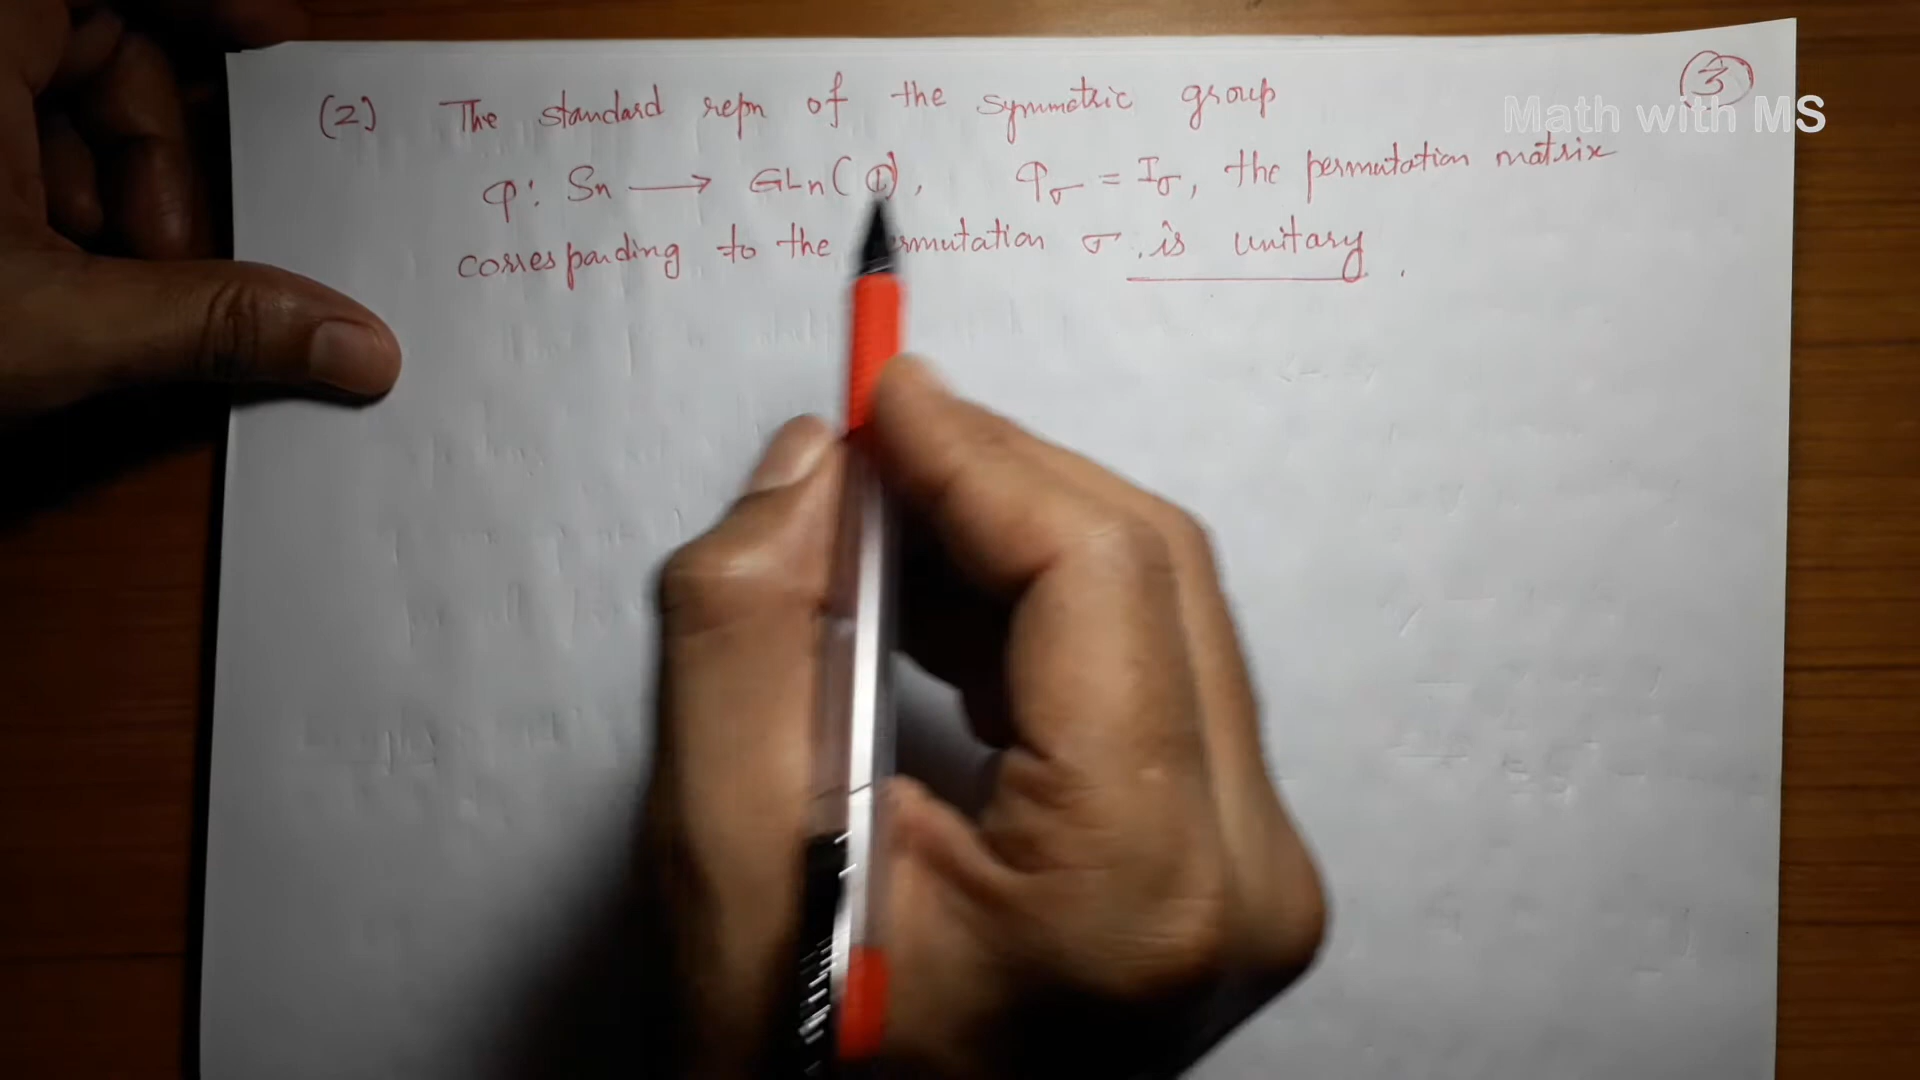 ③
Math with MS
(2) The standard repn of the symmetric group
φ: Sn ⟶ GLn(ℂ), φσ = Iσ, the permutation matrix
corresponding to the σ is unitary.